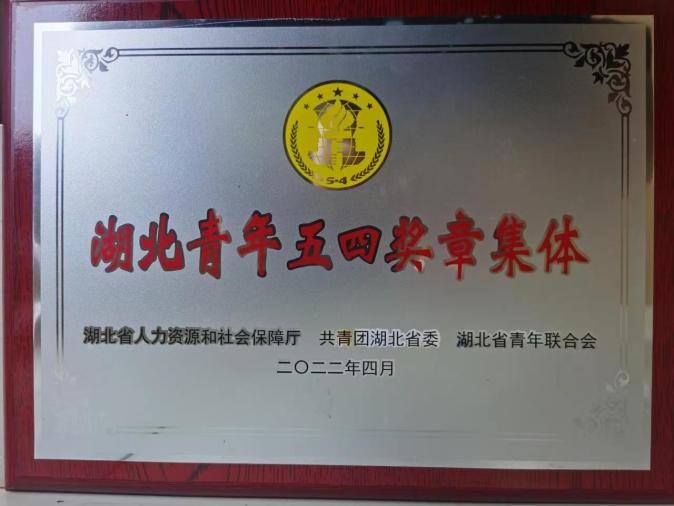 5·4
湖北青年五四奖章集体
湖北省人力资源和社会保障厅 共青团湖北省委 湖北省青年联合会
二〇二二年四月